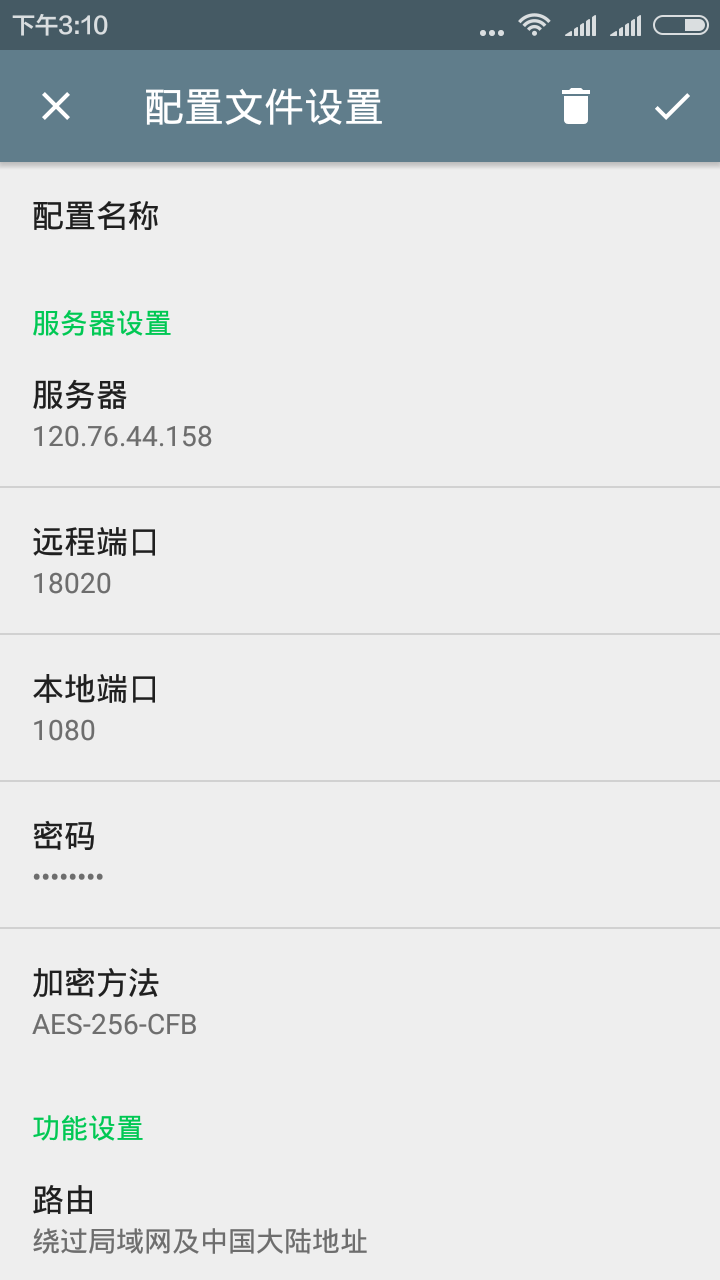 下午3:10
配置文件设置
配置名称
服务器设置
服务器
120.76.44.158
远程端口
18020
本地端口
1080
密码
••••••••
加密方法
AES-256-CFB
功能设置
路由
绕过局域网及中国大陆地址